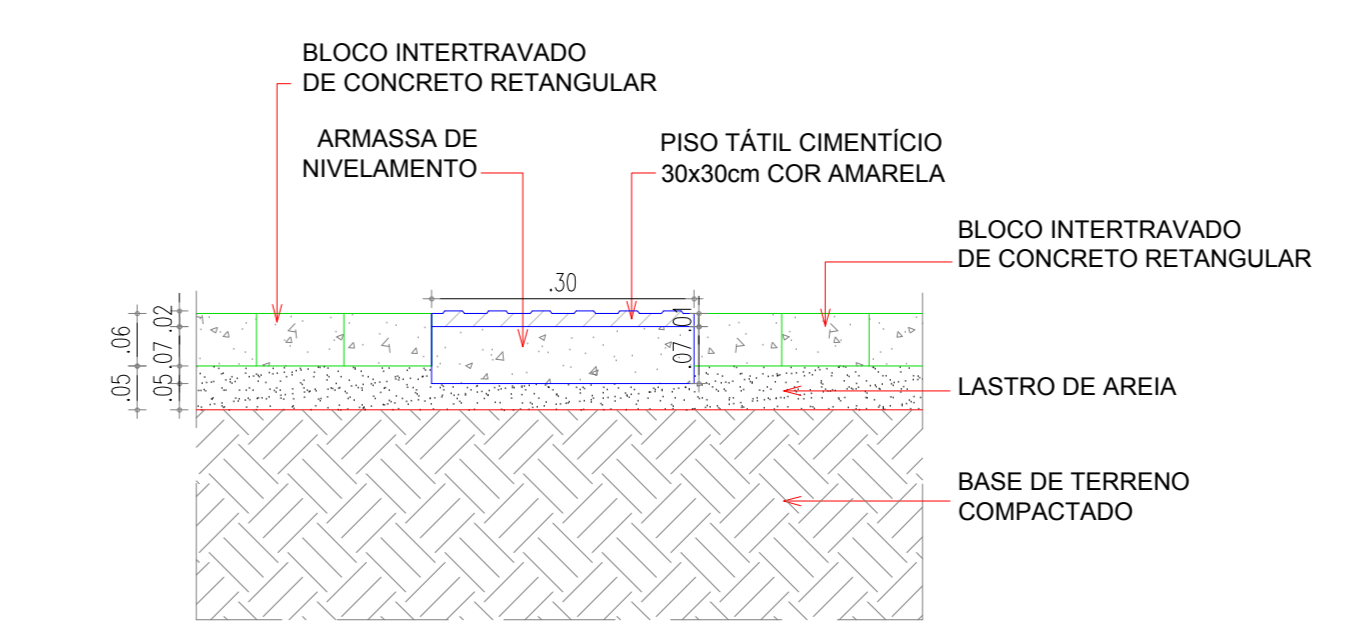 BLOCO INTERTRAVADO
DE CONCRETO RETANGULAR
ARMASSA DE
NIVELAMENTO
PISO TÁTIL CIMENTÍCIO
30x30cm COR AMARELA
BLOCO INTERTRAVADO
DE CONCRETO RETANGULAR
.30
.06
.05
.02
.07
.05
.01
.07
LASTRO DE AREIA
BASE DE TERRENO
COMPACTADO